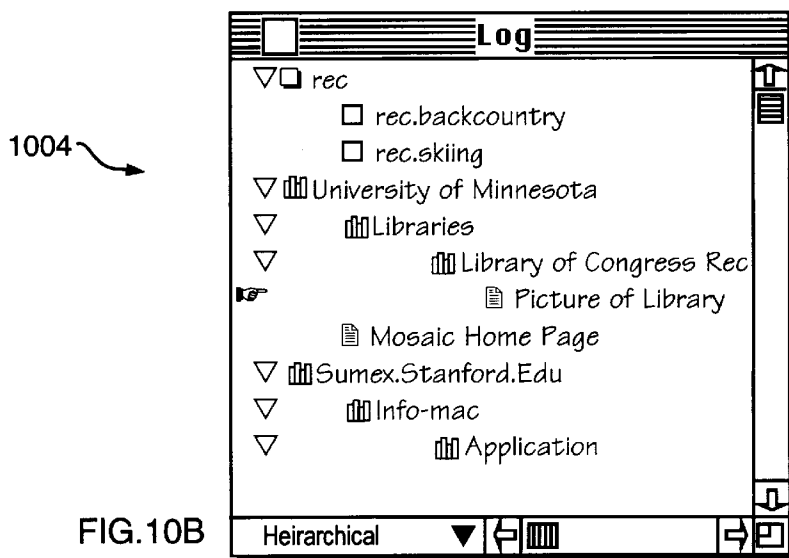 Log
rec
rec.backcountry
1004
rec.skiing
University of Minnesota
Libraries
Library of Congress Rec
Picture of Library
Mosaic Home Page
Sumex.Stanford.Edu
Info-mac
Application
FIG.10B
Heirarchical